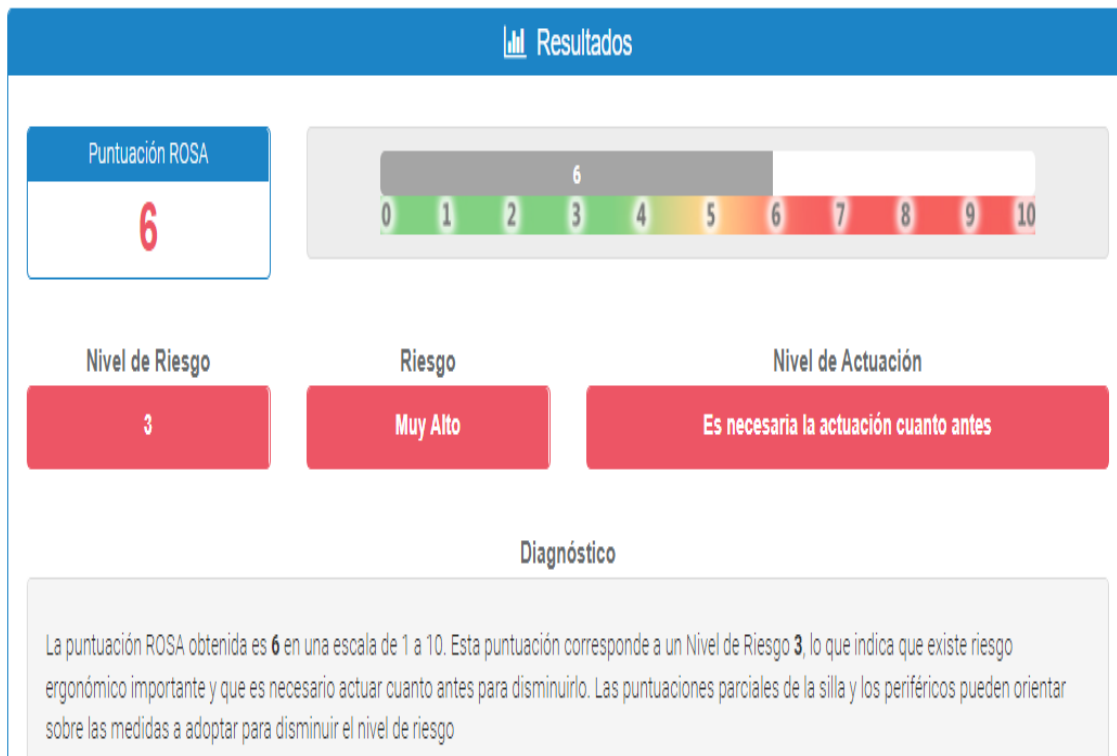 Resultados
Puntuación ROSA
6
6
0 1 2 3 4 5 6 7 8 9 10
Nivel de Riesgo
Riesgo
Nivel de Actuación
3
Muy Alto
Es necesaria la actuación cuanto antes
Diagnóstico
La puntuación ROSA obtenida es 6 en una escala de 1 a 10. Esta puntuación corresponde a un Nivel de Riesgo 3, lo que indica que existe riesgo
ergonómico importante y que es necesario actuar cuanto antes para disminuirlo. Las puntuaciones parciales de la silla y los periféricos pueden orientar
sobre las medidas a adoptar para disminuir el nivel de riesgo